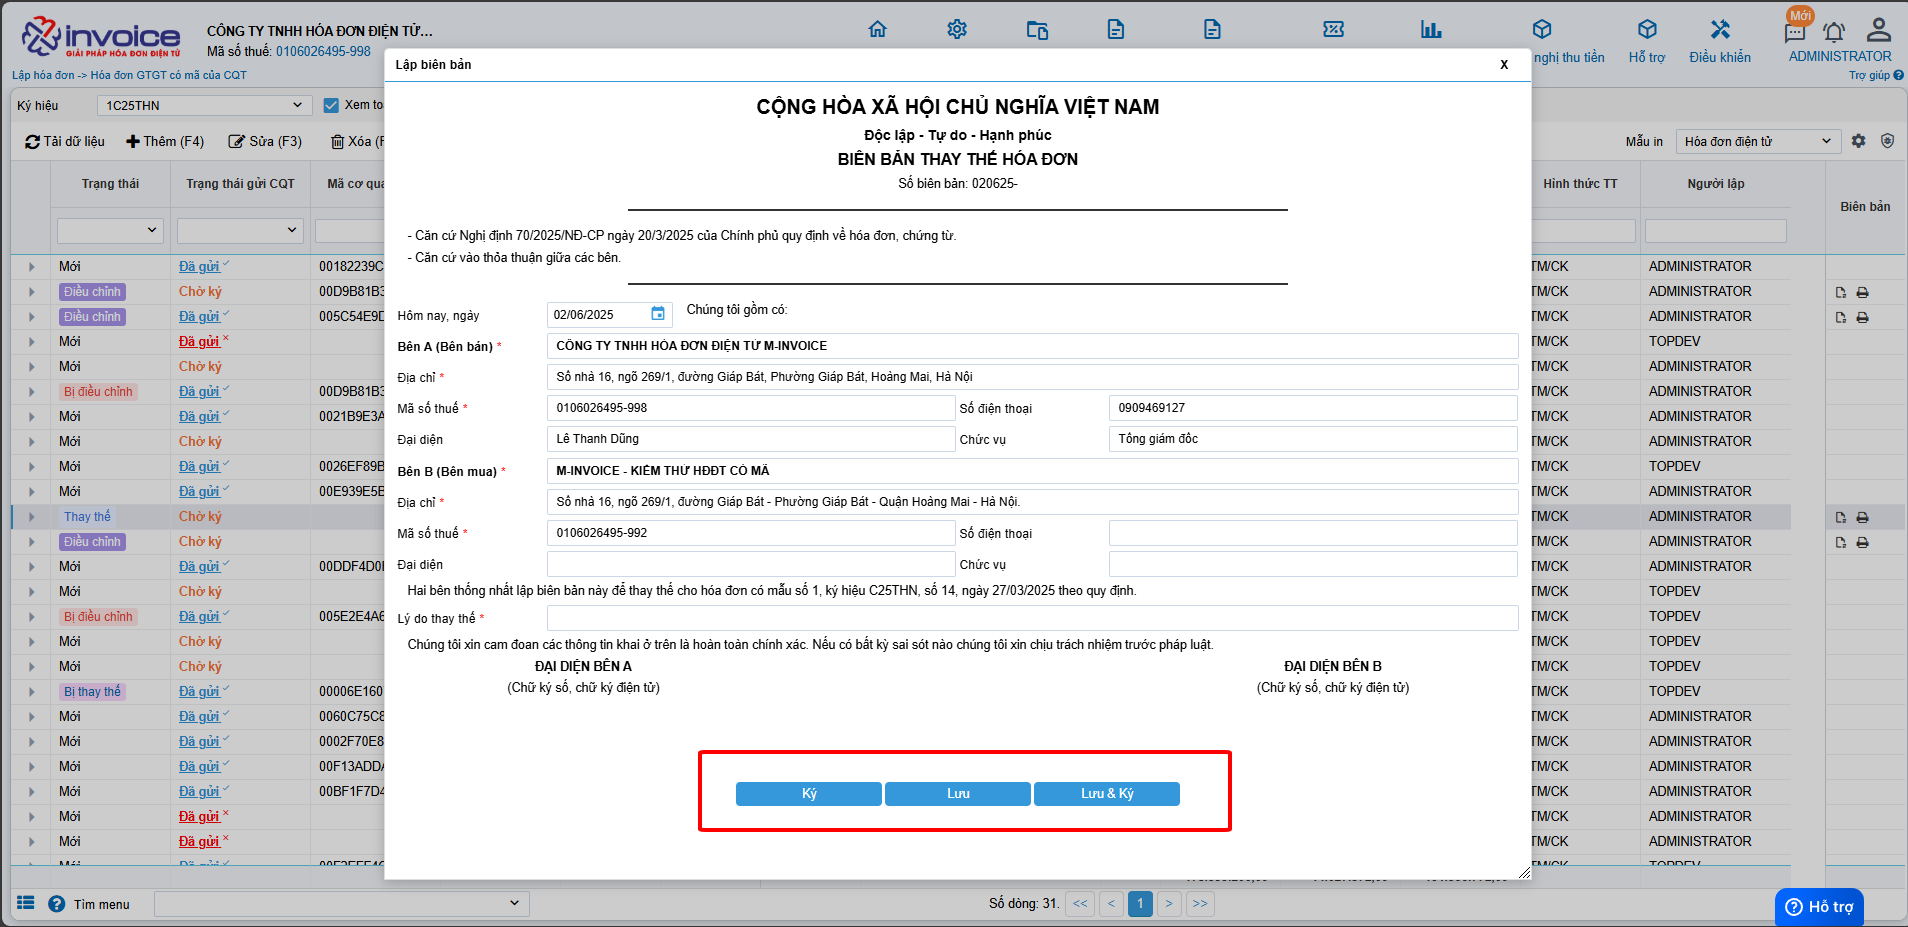 invoice
GIẢI PHÁP HÓA ĐƠN ĐIỆN TỬ
CÔNG TY TNHH HÓA ĐƠN ĐIỆN TỬ...
Mã số thuế: 0106026495-998
nghị thu tiền
Hỗ trợ
Điều khiển
Mới
ADMINISTRATOR
Trợ giúp
Lập hóa đơn -> Hóa đơn GTGT có mã của CQT
Ký hiệu
1C25THN
Xem to
Tải dữ liệu
Thêm (F4)
Sửa (F3)
Xóa (F
Mẫu in
Hóa đơn điện tử
Trạng thái
Trạng thái gửi CQT
Mã cơ qua
Hình thức TT
Người lập
Biên bản
Lập biên bản
X
CỘNG HÒA XÃ HỘI CHỦ NGHĨA VIỆT NAM
Độc lập - Tự do - Hạnh phúc
BIÊN BẢN THAY THẾ HÓA ĐƠN
Số biên bản: 020625-
- Căn cứ Nghị định 70/2025/NĐ-CP ngày 20/3/2025 của Chính phủ quy định về hóa đơn, chứng từ.
- Căn cứ vào thỏa thuận giữa các bên.
Hôm nay, ngày 02/06/2025 Chúng tôi gồm có:
Bên A (Bên bán) * CÔNG TY TNHH HÓA ĐƠN ĐIỆN TỬ M-INVOICE
Địa chỉ * Số nhà 16, ngõ 269/1, đường Giáp Bát, Phường Giáp Bát, Hoàng Mai, Hà Nội
Mã số thuế * 0106026495-998 Số điện thoại 0909469127
Đại diện Lê Thanh Dũng Chức vụ Tổng giám đốc
Bên B (Bên mua) * M-INVOICE - KIỂM THỬ HĐĐT CÓ MÃ
Địa chỉ * Số nhà 16, ngõ 269/1, đường Giáp Bát - Phường Giáp Bát - Quận Hoàng Mai - Hà Nội.
Mã số thuế * 0106026495-992 Số điện thoại
Đại diện Chức vụ
Hai bên thống nhất lập biên bản này để thay thế cho hóa đơn có mẫu số 1, ký hiệu C25THN, số 14, ngày 27/03/2025 theo quy định.
Lý do thay thế *
Chúng tôi xin cam đoan các thông tin khai ở trên là hoàn toàn chính xác. Nếu có bất kỳ sai sót nào chúng tôi xin chịu trách nhiệm trước pháp luật.
ĐẠI DIỆN BÊN A ĐẠI DIỆN BÊN B
(Chữ ký số, chữ ký điện tử) (Chữ ký số, chữ ký điện tử)
Ký Lưu Lưu & Ký
Mới Đã gửi 00182239C TM/CK ADMINISTRATOR
Điều chỉnh Chờ ký 00D9B81B3 TM/CK ADMINISTRATOR
Điều chỉnh Đã gửi 005C54E9D TM/CK ADMINISTRATOR
Mới Đã gửi TM/CK TOPDEV
Mới Chờ ký TM/CK ADMINISTRATOR
Bị điều chỉnh Đã gửi 00D9B81B3 TM/CK ADMINISTRATOR
Mới Đã gửi 0021B9E3A TM/CK ADMINISTRATOR
Mới Chờ ký TM/CK ADMINISTRATOR
Mới Đã gửi 0026EF89B TM/CK TOPDEV
Mới Đã gửi 00E939E5B TM/CK ADMINISTRATOR
Thay thế Chờ ký TM/CK ADMINISTRATOR
Điều chỉnh Chờ ký TM/CK ADMINISTRATOR
Mới Đã gửi 00DDF4D0 TM/CK ADMINISTRATOR
Mới Chờ ký TM/CK TOPDEV
Bị điều chỉnh Đã gửi 005E2E4A6 TM/CK TOPDEV
Mới Chờ ký TM/CK TOPDEV
Mới Chờ ký TM/CK TOPDEV
Bị thay thế Đã gửi 00006E160 TM/CK TOPDEV
Mới Đã gửi 0060C75C8 TM/CK ADMINISTRATOR
Mới Đã gửi 0002F70E8 TM/CK ADMINISTRATOR
Mới Đã gửi 00F13ADDA TM/CK ADMINISTRATOR
Mới Đã gửi 00BF1F7D4 TM/CK ADMINISTRATOR
Mới Đã gửi TM/CK ADMINISTRATOR
Mới Đã gửi TM/CK ADMINISTRATOR
Tìm menu
Số dòng: 31. << < 1 > >>
Hỗ trợ